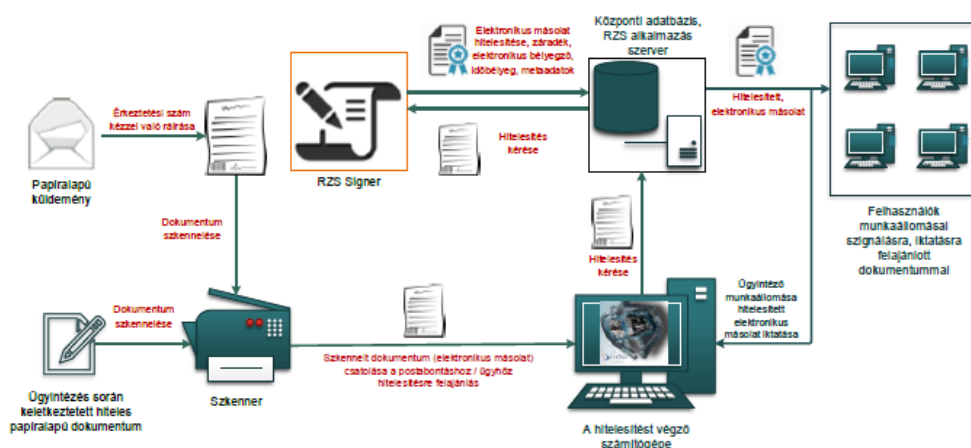 Érkeztetési szám
kézzel való ráírása
Papíralapú
küldemény
Dokumentum
szkennelése
Dokumentum
szkennelése
Ügyintézés során
keletkeztetett hiteles
papíralapú dokumentum
Szkenner
RZS Signer
Elektronikus másolat
hitelesítése, záradék,
elektronikus bélyegző,
időbélyeg, metaadatok
Hitelesítés
kérése
Központi adatbázis,
RZS alkalmazás
szerver
Hitelesített,
elektronikus másolat
Felhasználók
munkaállomásai
szignálásra, iktatásra
felajánlott
dokumentummal
Hitelesítés
kérése
Ügyintéző
munkaállomása
hitelesített
elektronikus
másolat iktatása
Szkennelt dokumentum (elektronikus másolat)
csatolása a postabontáshoz / ügyhöz
hitelesítésre felajánlás
A hitelesítést végző
számítógépe